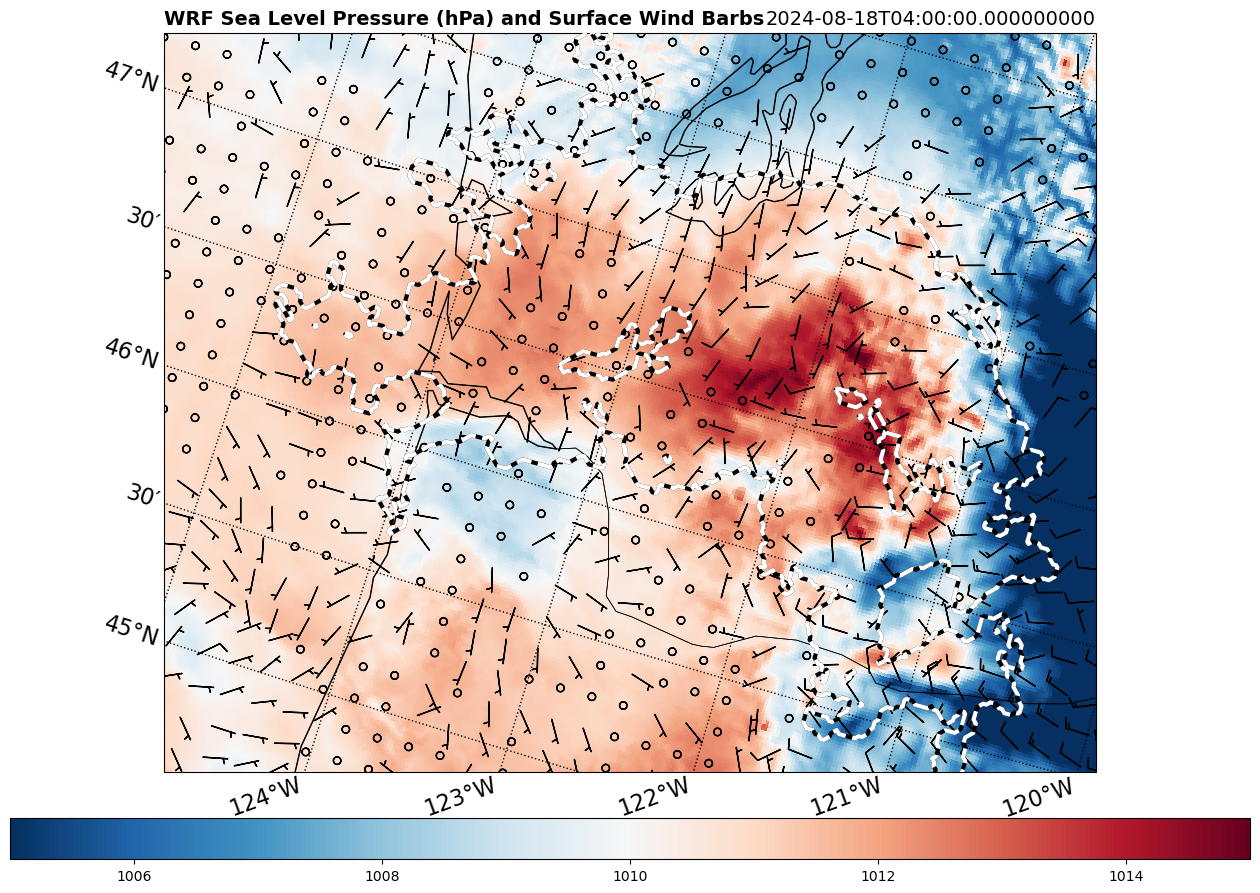 WRF Sea Level Pressure (hPa) and Surface Wind Barbs 2024-08-18T04:00:00.000000000
47°N
30′
46°N
30′
45°N
124°W 123°W 122°W 121°W 120°W
1006 1008 1010 1012 1014